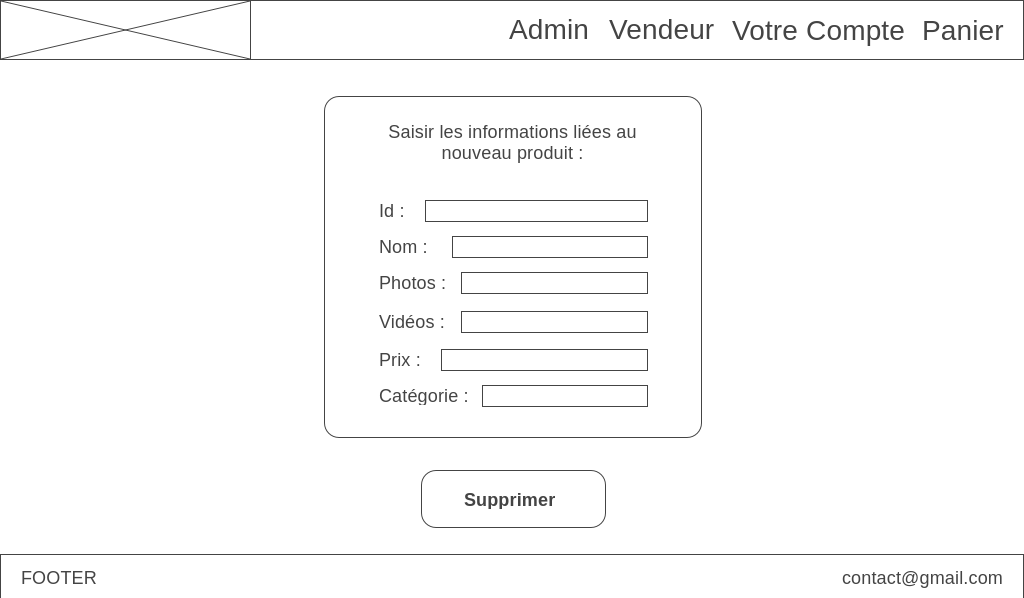 Admin Vendeur Votre Compte Panier
Saisir les informations liées au
nouveau produit :
Id :
Nom :
Photos :
Vidéos :
Prix :
Catégorie :
Supprimer
FOOTER contact@gmail.com